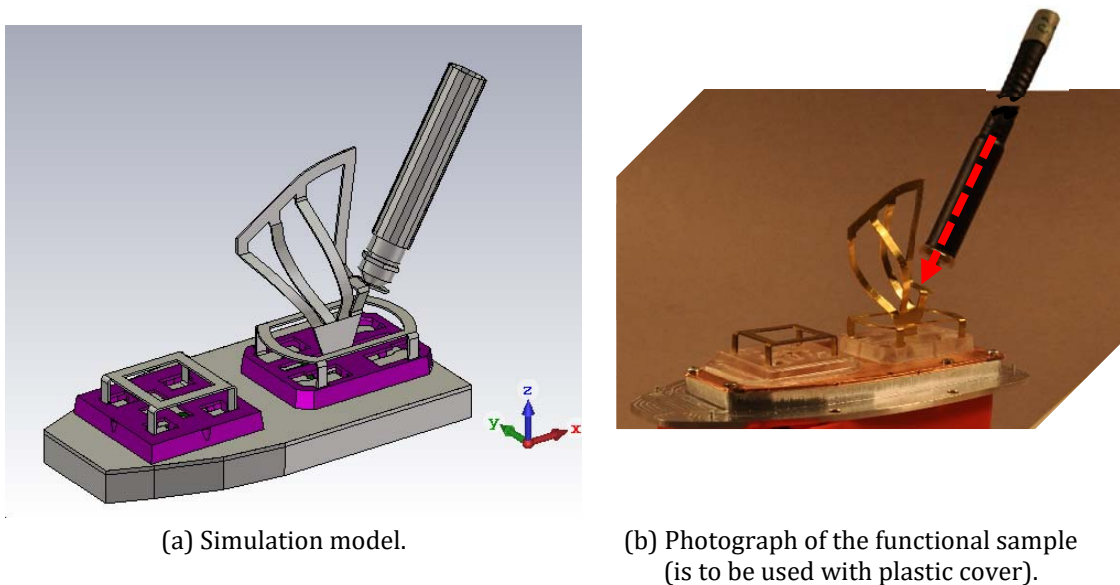 z
y
x
(a) Simulation model.
(b) Photograph of the functional sample
(is to be used with plastic cover).